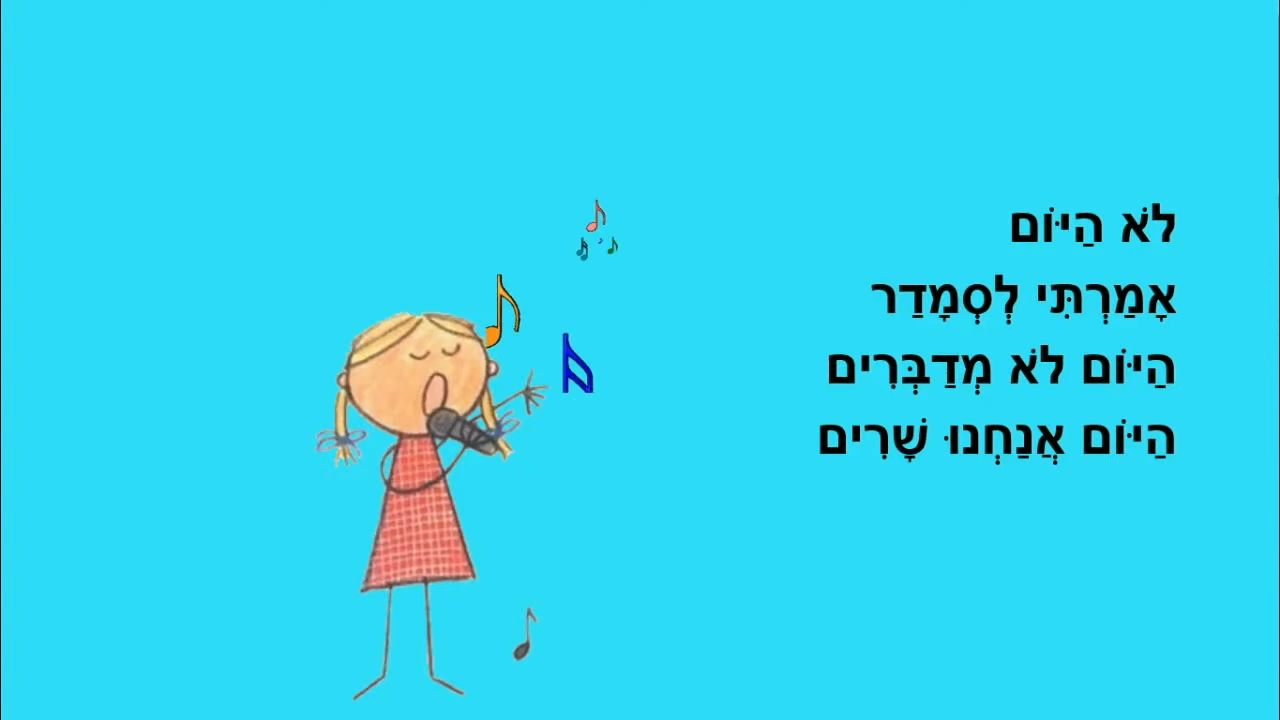 לֹא הַיּוֹם
אָמַרְתִּי לְסְמָדַר
הַיּוֹם לֹא מְדַבְּרִים
הַיּוֹם אֲנַחְנוּ שָׁרִים